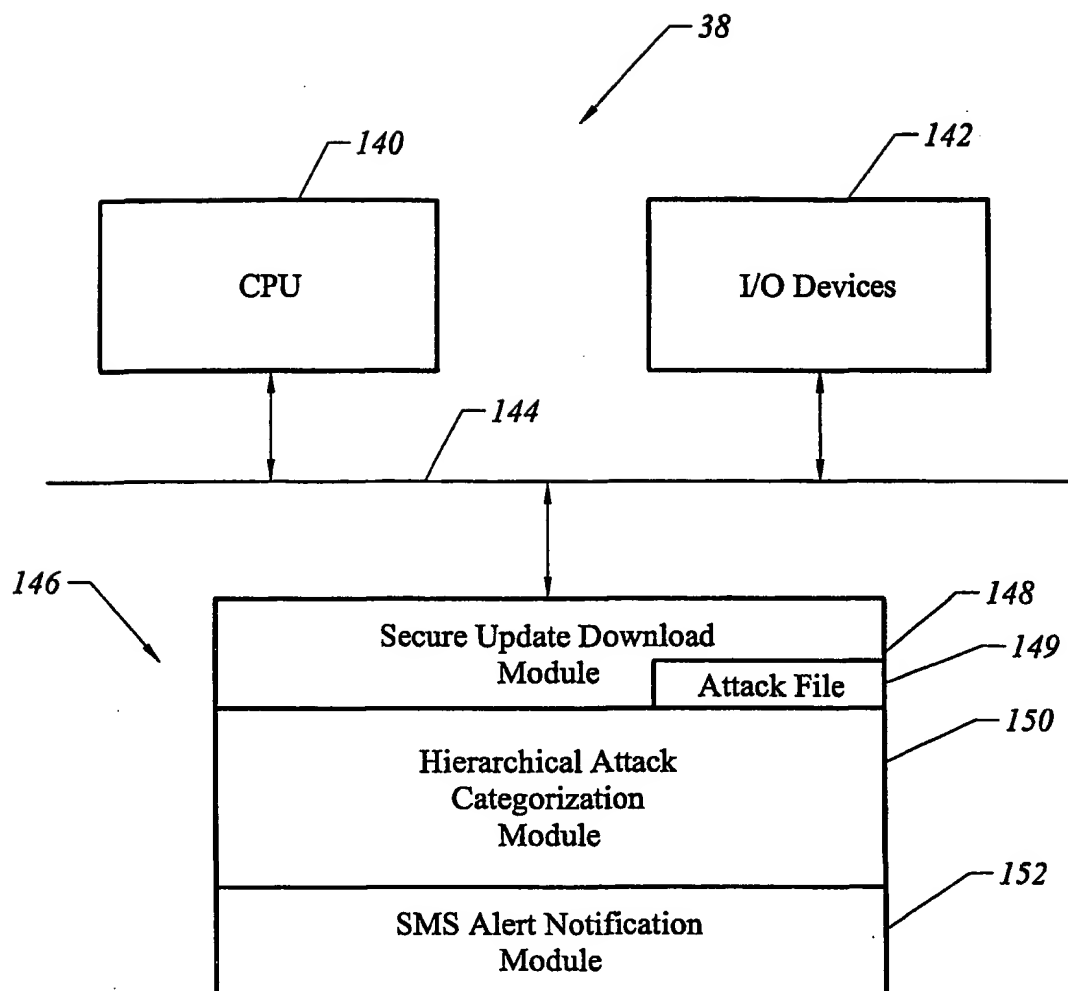 38
140
142
CPU
I/O Devices
144
146
148
Secure Update Download
Module
149
Attack File
150
Hierarchical Attack
Categorization
Module
152
SMS Alert Notification
Module